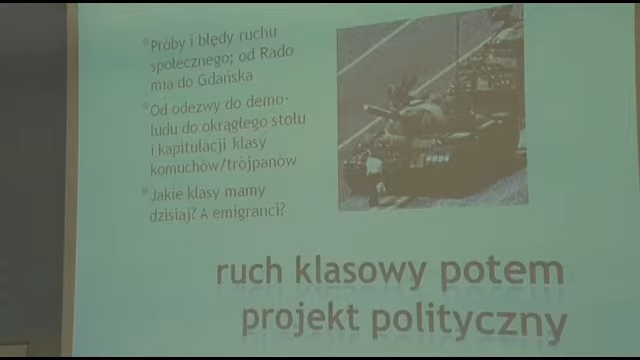 *Próby i błędy ruchu
społecznego; od Rado
mia do Gdańska
*Od odezwy do demo-
ludu do okrągłego stołu
i kapitulacji klasy
komuchów/trójpanów
*Jakie klasy mamy
dzisiaj? A emigranci?
ruch klasowy potem
projekt polityczny